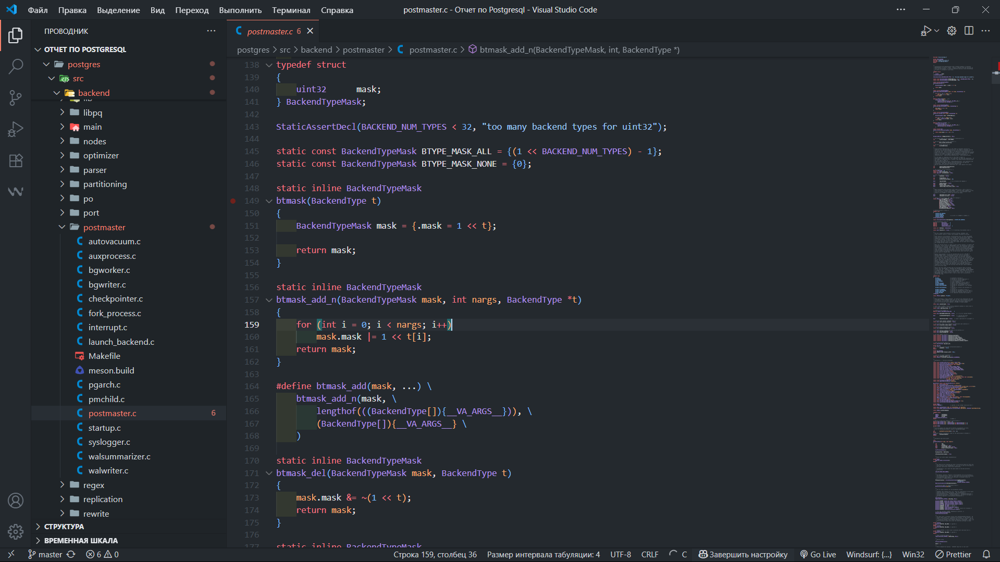 Файл Правка Выделение Вид Переход Выполнить Терминал Справка
postmaster.c - Отчет по Postgresql - Visual Studio Code
ПРОВОДНИК
ОТЧЕТ ПО POSTGRESQL
postgres
src
backend
lib
libpq
main
nodes
optimizer
parser
partitioning
po
port
postmaster
autovacuum.c
auxprocess.c
bgworker.c
bgwriter.c
checkpointer.c
fork_process.c
interrupt.c
launch_backend.c
Makefile
meson.build
pgarch.c
pmchild.c
postmaster.c 6
startup.c
syslogger.c
walsummarizer.c
walwriter.c
regex
replication
rewrite
СТРУКТУРА
ВРЕМЕННАЯ ШКАЛА
postmaster.c 6
postgres > src > backend > postmaster > postmaster.c > btmask_add_n(BackendTypeMask, int, BackendType *)
138 typedef struct
139 {
140 uint32 mask;
141 } BackendTypeMask;
142
143 StaticAssertDecl(BACKEND_NUM_TYPES < 32, "too many backend types for uint32");
144
145 static const BackendTypeMask BTYPE_MASK_ALL = {(1 << BACKEND_NUM_TYPES) - 1};
146 static const BackendTypeMask BTYPE_MASK_NONE = {0};
147
148 static inline BackendTypeMask
149 btmask(BackendType t)
150 {
151 BackendTypeMask mask = {.mask = 1 << t};
152
153 return mask;
154 }
155
156 static inline BackendTypeMask
157 btmask_add_n(BackendTypeMask mask, int nargs, BackendType *t)
158 {
159 for (int i = 0; i < nargs; i++)
160 mask.mask |= 1 << t[i];
161 return mask;
162 }
163
164 #define btmask_add(mask, ...) \
165 btmask_add_n(mask, \
166 lengthof(((BackendType[]){__VA_ARGS__})), \
167 (BackendType[]){__VA_ARGS__} \
168 )
169
170 static inline BackendTypeMask
171 btmask_del(BackendTypeMask mask, BackendType t)
172 {
173 mask.mask &= ~(1 << t);
174 return mask;
175 }
176
177 static inline BackendTypeMask
master 6 0 Строка 159, столбец 36 Размер интервала табуляции: 4 UTF-8 CRLF C Завершить настройку Go Live Windsurf: {...} Win32 Prettier